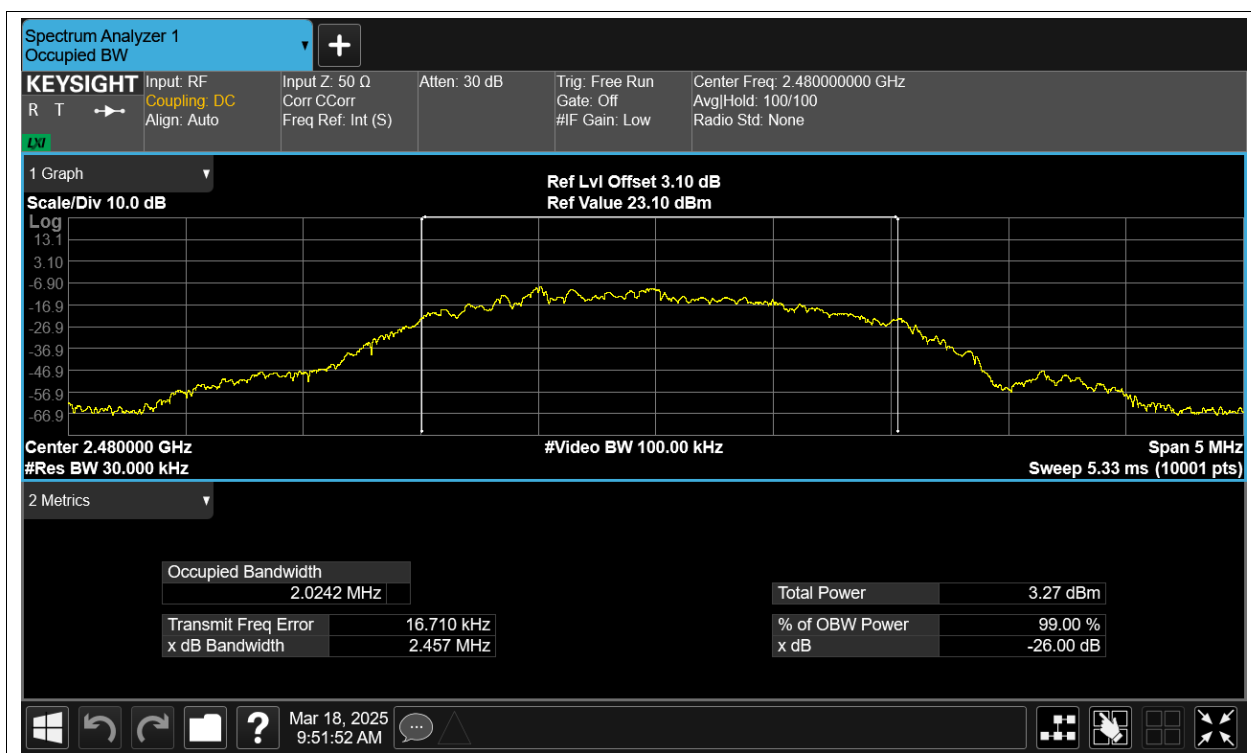 Spectrum Analyzer 1
Occupied BW
+
KEYSIGHT
R T
LXI
Input: RF
Coupling: DC
Align: Auto
Input Z: 50 Ω
Corr CCorr
Freq Ref: Int (S)
Atten: 30 dB
Trig: Free Run
Gate: Off
#IF Gain: Low
Center Freq: 2.480000000 GHz
Avg|Hold: 100/100
Radio Std: None
1 Graph
Scale/Div 10.0 dB
Ref Lvl Offset 3.10 dB
Ref Value 23.10 dBm
Log
13.1
3.10
-6.90
-16.9
-26.9
-36.9
-46.9
-56.9
-66.9
Center 2.480000 GHz
#Res BW 30.000 kHz
#Video BW 100.00 kHz
Span 5 MHz
Sweep 5.33 ms (10001 pts)
2 Metrics
Occupied Bandwidth
2.0242 MHz
Transmit Freq Error 16.710 kHz
x dB Bandwidth 2.457 MHz
Total Power 3.27 dBm
% of OBW Power 99.00 %
x dB -26.00 dB
?
Mar 18, 2025
9:51:52 AM